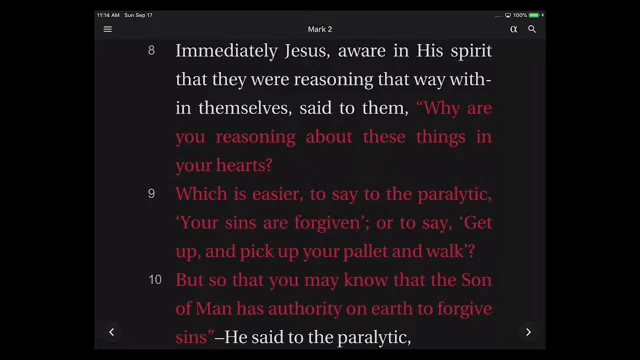 11:14 AM Sun Sep 17 100%
Mark 2 α
8 Immediately Jesus, aware in His spirit
that they were reasoning that way with-
in themselves, said to them, “Why are
you reasoning about these things in
your hearts?
9 Which is easier, to say to the paralytic,
‘Your sins are forgiven’; or to say, ‘Get
up, and pick up your pallet and walk’?
10 But so that you may know that the Son
of Man has authority on earth to forgive
sins”–He said to the paralytic,